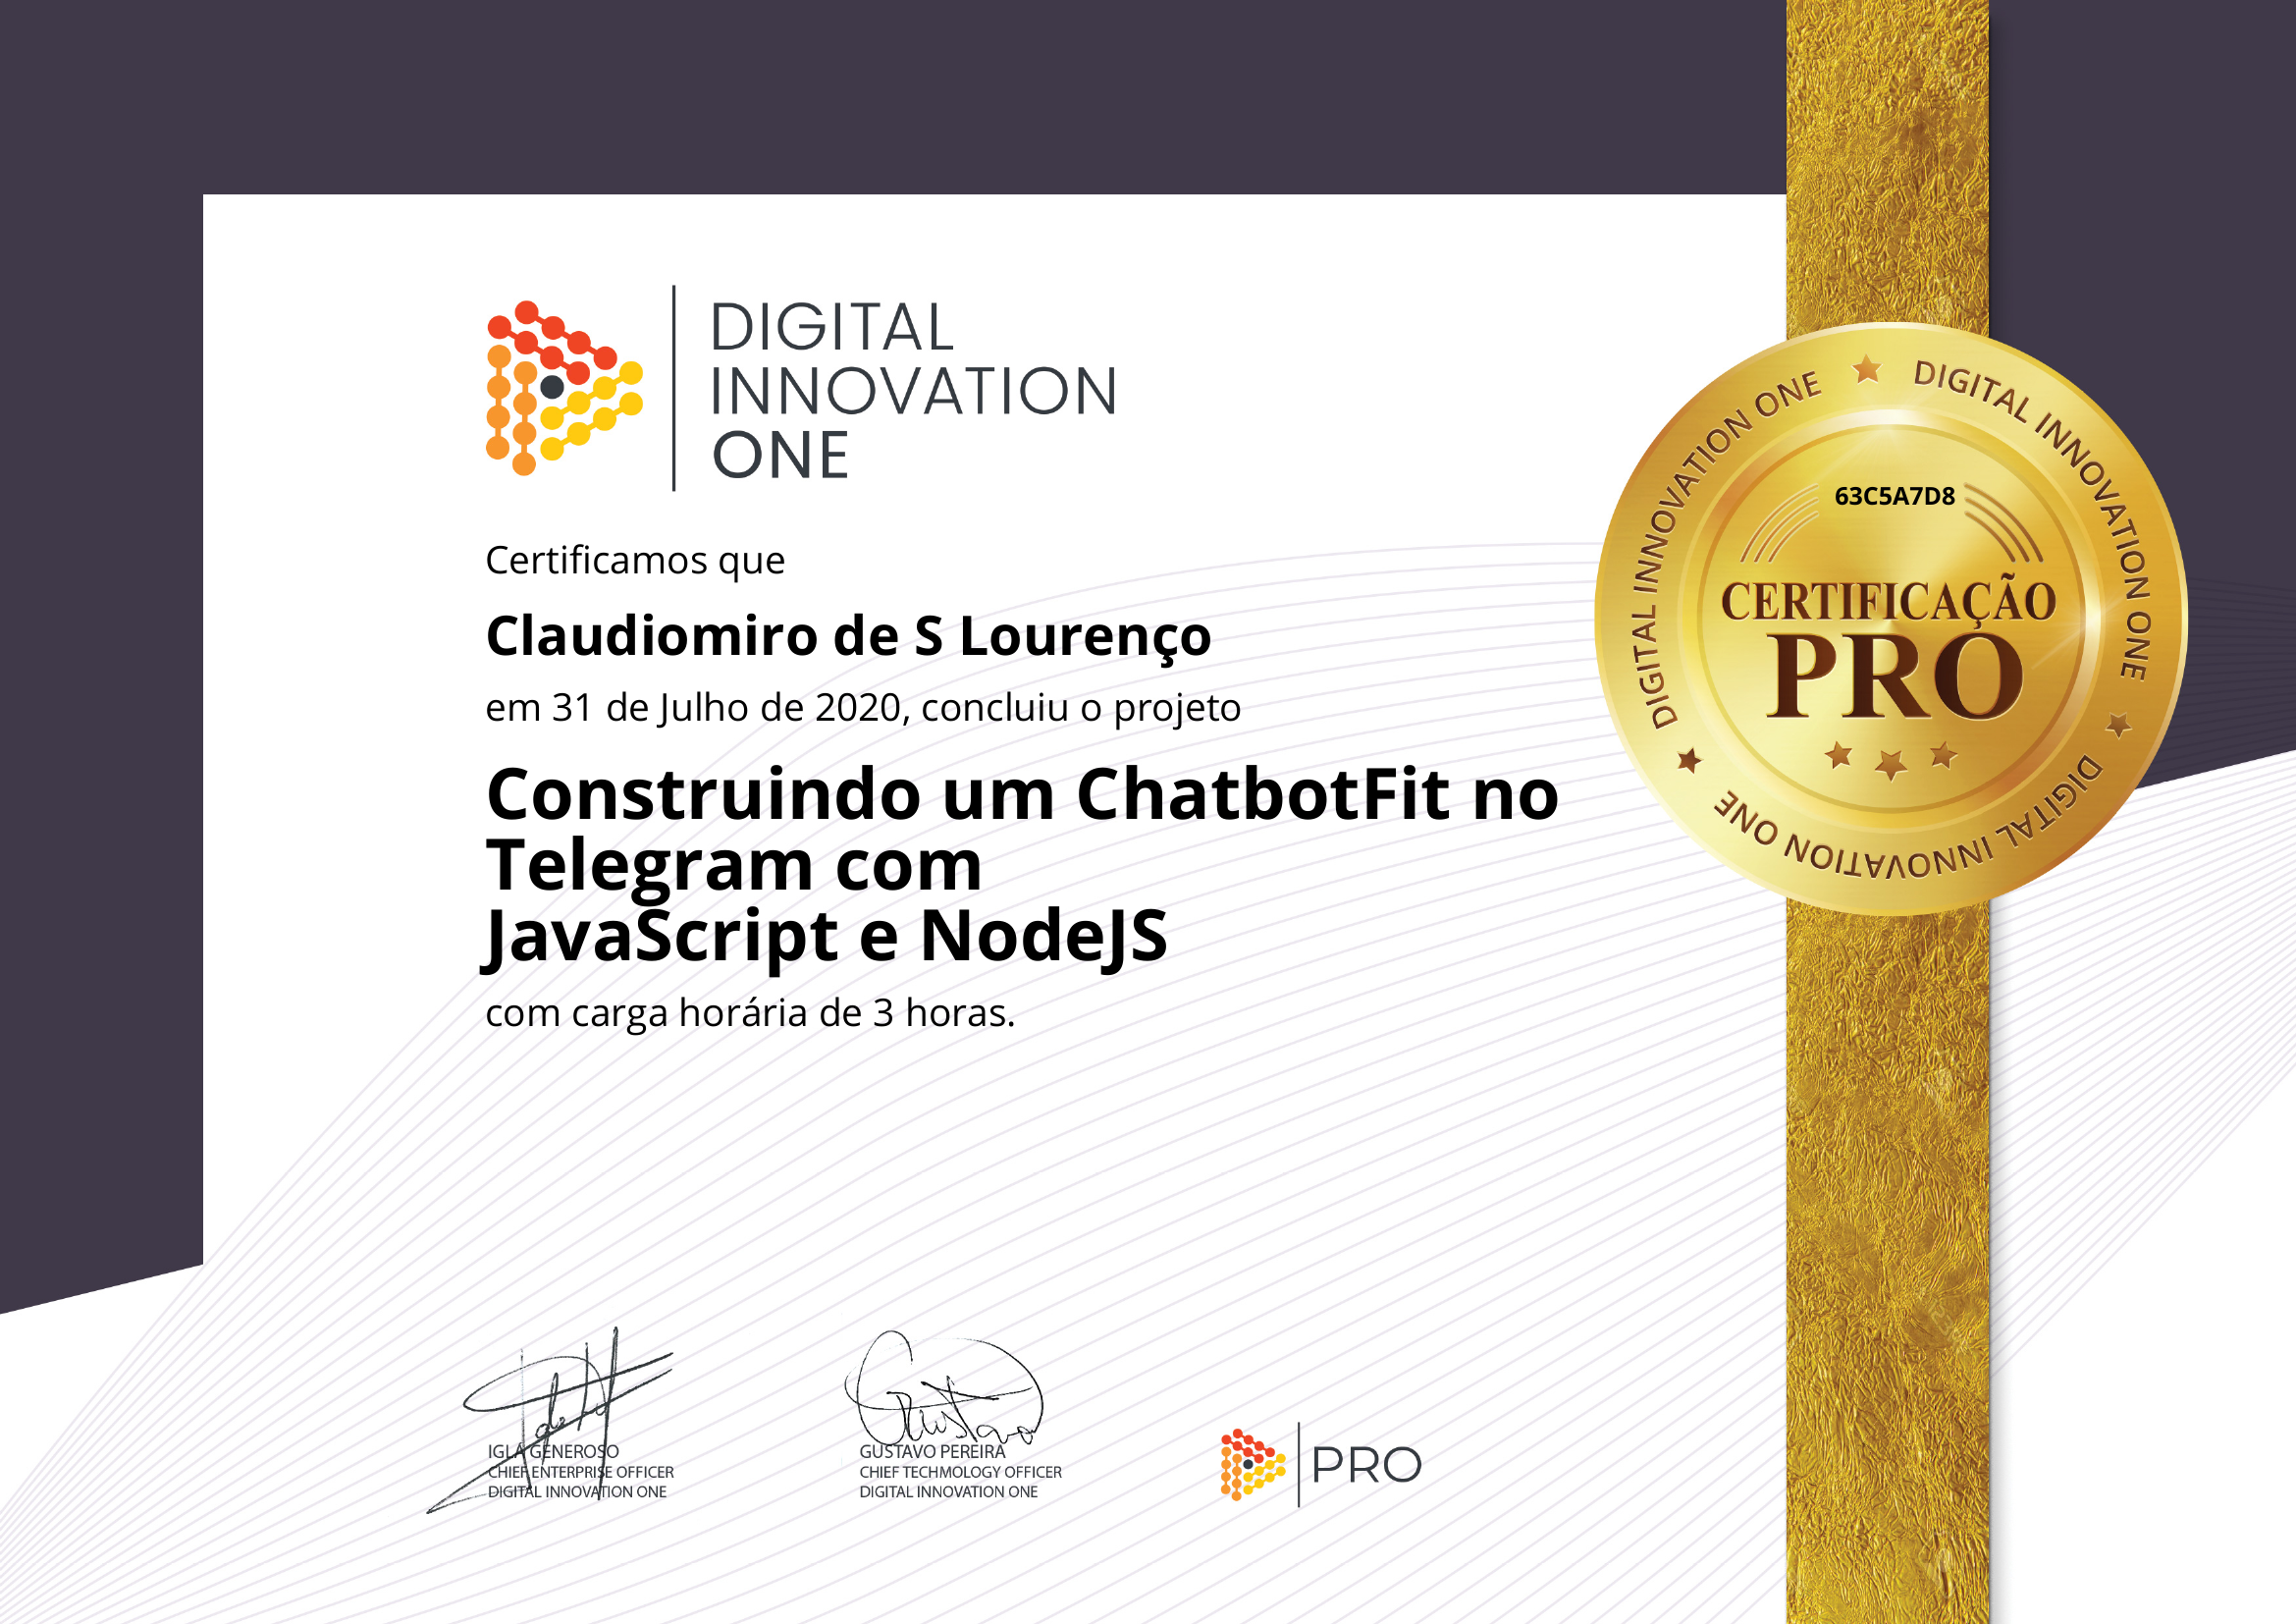 DIGITAL
INNOVATION
ONE
Certificamos que
Claudiomiro de S Lourenço
em 31 de Julho de 2020, concluiu o projeto
Construindo um ChatbotFit no
Telegram com
JavaScript e NodeJS
com carga horária de 3 horas.
DIGITAL INNOVATION ONE
DIGITAL INNOVATION ONE
DIGITAL INNOVATION ONE
63C5A7D8
CERTIFICAÇÃO
PRO
IGLÁ GENEROSO
CHIEF ENTERPRISE OFFICER
DIGITAL INNOVATION ONE
Gustavo
GUSTAVO PEREIRA
CHIEF TECHMOLOGY OFFICER
DIGITAL INNOVATION ONE
PRO